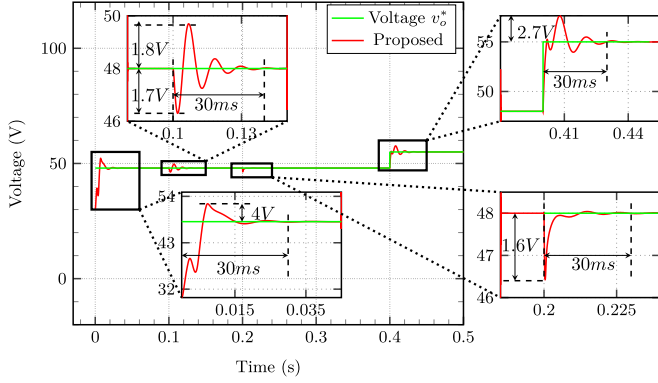 Voltage v_o^*
Proposed
100
50
0
Voltage (V)
0
0.1
0.2
0.3
0.4
0.5
Time (s)
50
48
46
1.8V
1.7V
30ms
0.1
0.13
55
50
2.7V
30ms
0.41
0.44
54
43
32
4V
30ms
0.015
0.035
48
47
46
1.6V
30ms
0.2
0.225